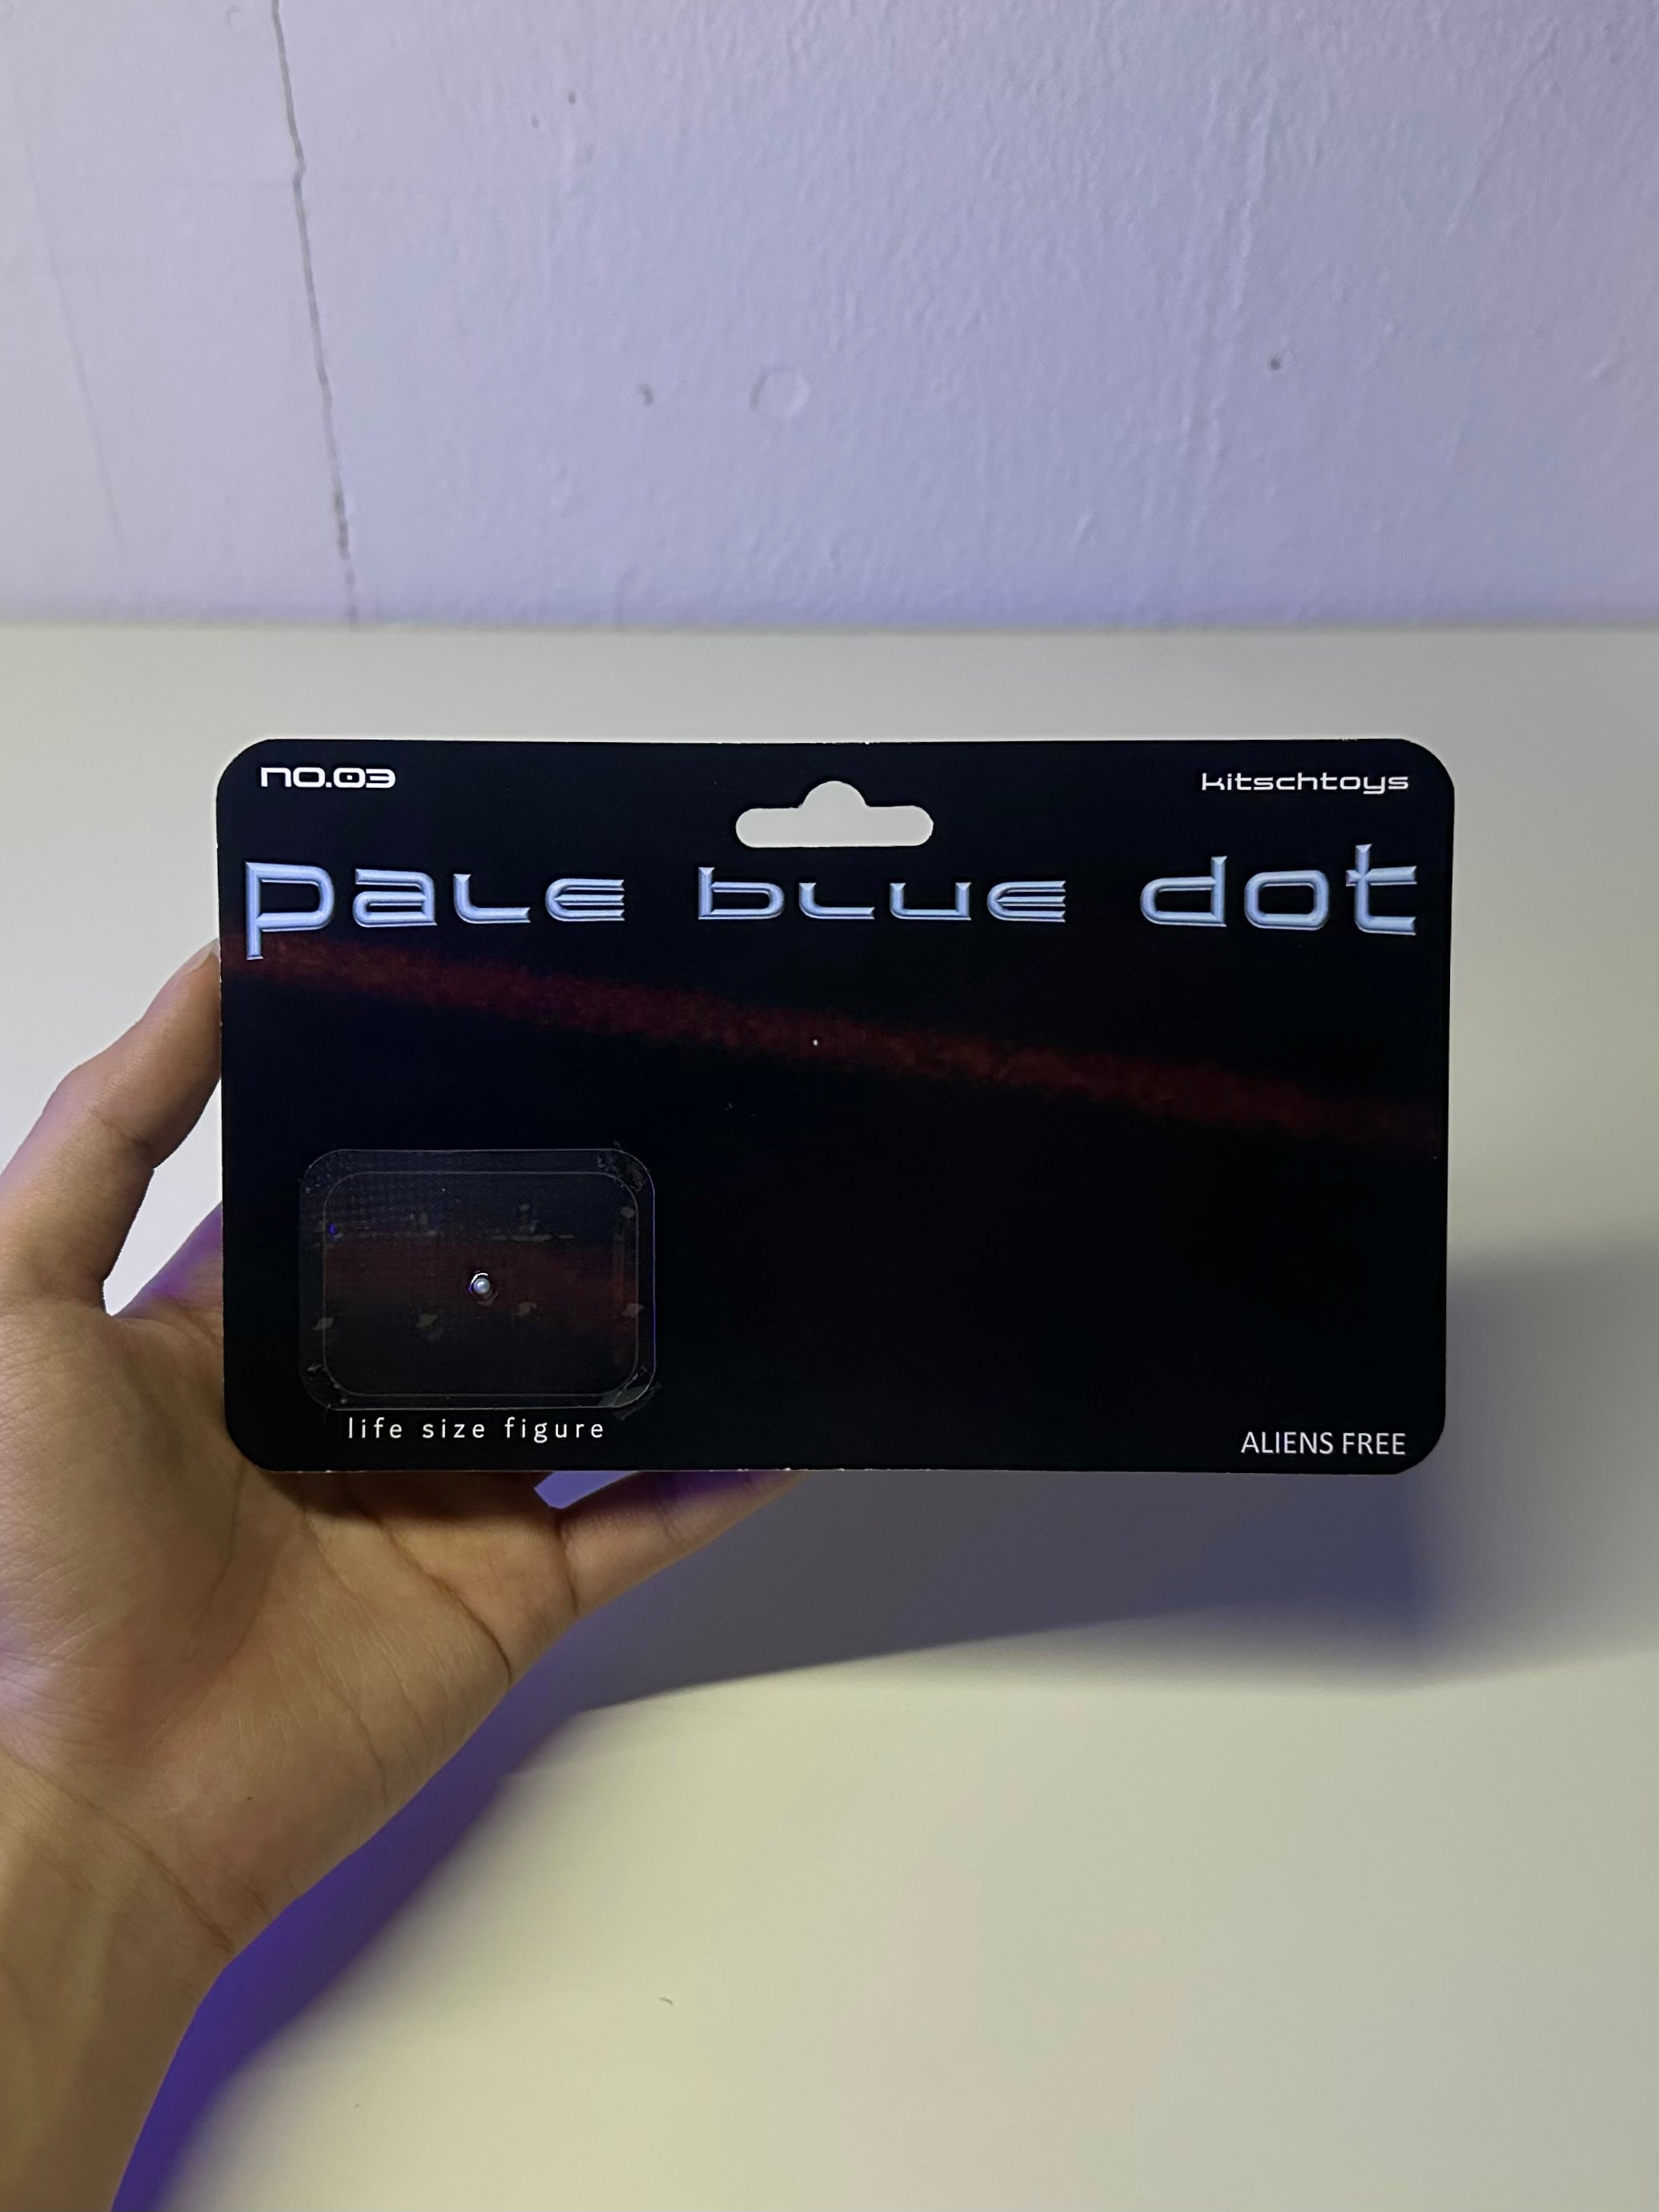 no.03
kitschtoys
pale blue dot
life size figure
ALIENS FREE